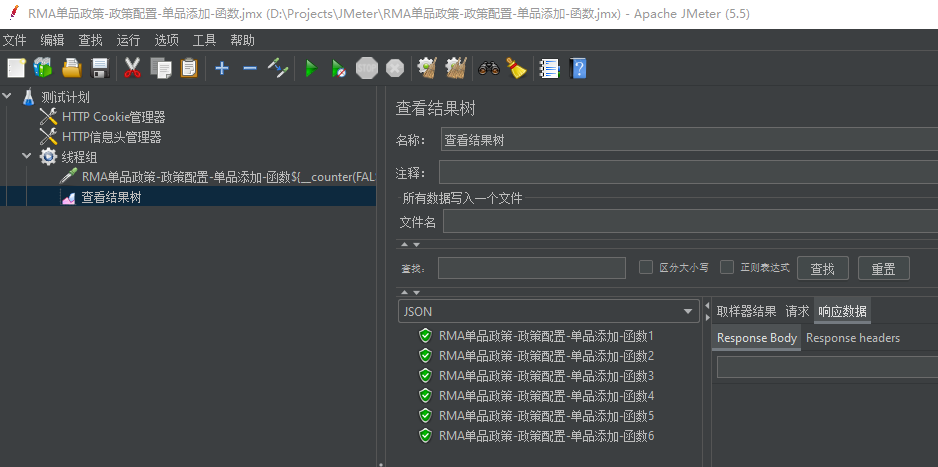 RMA单品政策-政策配置-单品添加-函数.jmx (D:\Projects\JMeter\RMA单品政策-政策配置-单品添加-函数.jmx) - Apache JMeter (5.5)
文件 编辑 查找 运行 选项 工具 帮助
测试计划
HTTP Cookie管理器
HTTP信息头管理器
线程组
RMA单品政策-政策配置-单品添加-函数${__counter(FAL
查看结果树
查看结果树
名称： 查看结果树
注释：
所有数据写入一个文件
文件名
查找： 区分大小写 正则表达式 查找 重置
JSON
RMA单品政策-政策配置-单品添加-函数1
RMA单品政策-政策配置-单品添加-函数2
RMA单品政策-政策配置-单品添加-函数3
RMA单品政策-政策配置-单品添加-函数4
RMA单品政策-政策配置-单品添加-函数5
RMA单品政策-政策配置-单品添加-函数6
取样器结果 请求 响应数据
Response Body Response headers